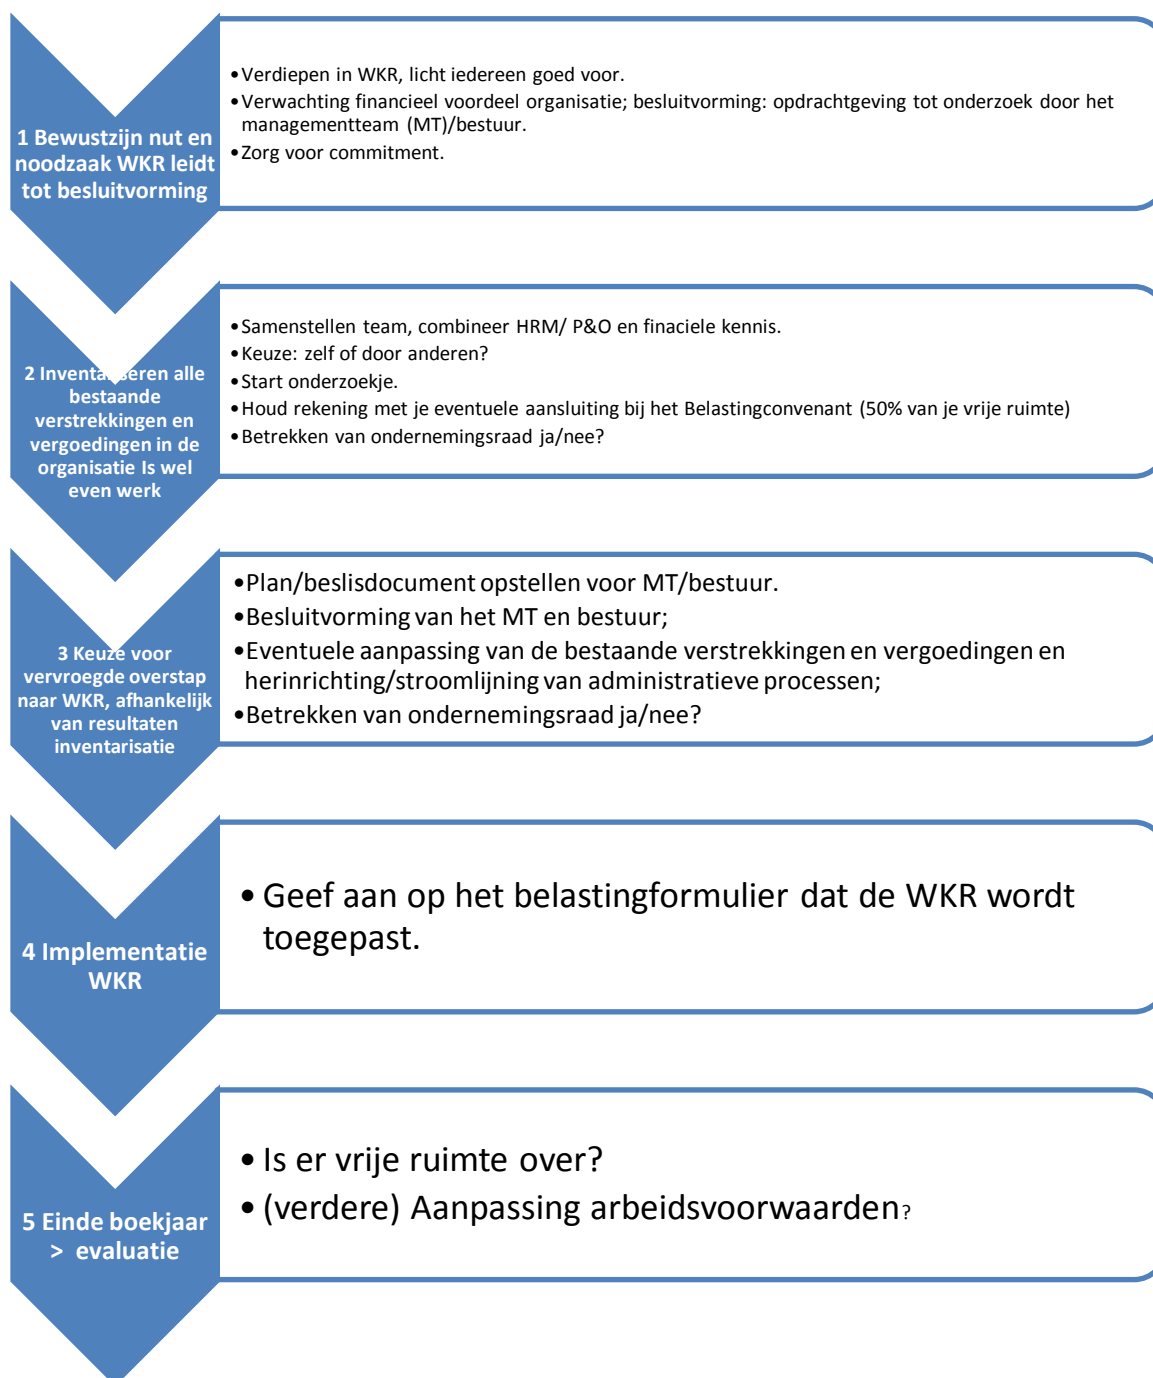 1 Bewustzijn nut en
noodzaak WKR leidt
tot besluitvorming
•Verdiepen in WKR, licht iedereen goed voor.
•Verwachting financieel voordeel organisatie; besluitvorming: opdrachtgeving tot onderzoek door het
managementteam (MT)/bestuur.
•Zorg voor commitment.
2 Inventariseren alle
bestaande
verstrekkingen en
vergoedingen in de
organisatie Is wel
even werk
•Samenstellen team, combineer HRM/ P&O en finaciele kennis.
•Keuze: zelf of door anderen?
•Start onderzoekje.
•Houd rekening met je eventuele aansluiting bij het Belastingconvenant (50% van je vrije ruimte)
•Betrekken van ondernemingsraad ja/nee?
3 Keuze voor
vervroegde overstap
naar WKR, afhankelijk
van resultaten
inventarisatie
•Plan/beslisdocument opstellen voor MT/bestuur.
•Besluitvorming van het MT en bestuur;
•Eventuele aanpassing van de bestaande verstrekkingen en vergoedingen en
herinrichting/stroomlijning van administratieve processen;
•Betrekken van ondernemingsraad ja/nee?
4 Implementatie
WKR
• Geef aan op het belastingformulier dat de WKR wordt
toegepast.
5 Einde boekjaar
> evaluatie
• Is er vrije ruimte over?
• (verdere) Aanpassing arbeidsvoorwaarden?